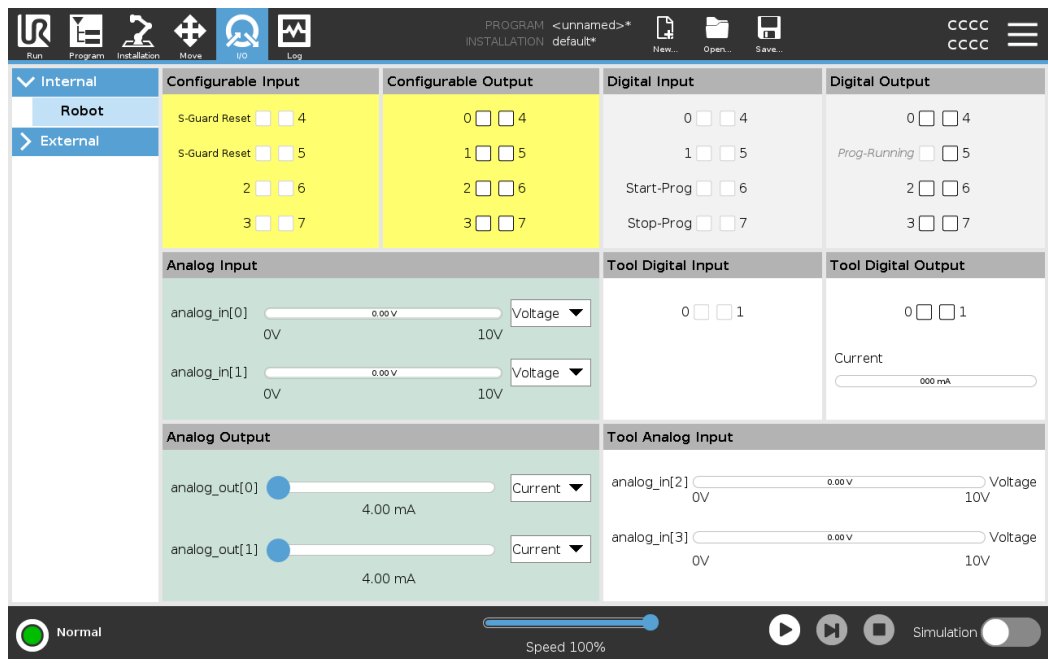 PROGRAM <unnamed>*
INSTALLATION default*
UR
Run
Program
Installation
Move
I/O
Log
New...
Open...
Save...
CCCC
CCCC
Internal
Robot
External
Configurable Input
S-Guard Reset 4
S-Guard Reset 5
2 6
3 7
Configurable Output
0 4
1 5
2 6
3 7
Digital Input
0 4
1 5
Start-Prog 6
Stop-Prog 7
Digital Output
0 4
Prog-Running 5
2 6
3 7
Analog Input
analog_in[0] 0.00 V Voltage
0V 10V
analog_in[1] 0.00 V Voltage
0V 10V
Tool Digital Input
0 1
Tool Digital Output
0 1
Current
000 mA
Analog Output
analog_out[0] Current
4.00 mA
analog_out[1] Current
4.00 mA
Tool Analog Input
analog_in[2] 0.00 V Voltage
0V 10V
analog_in[3] 0.00 V Voltage
0V 10V
Normal
Speed 100%
Simulation